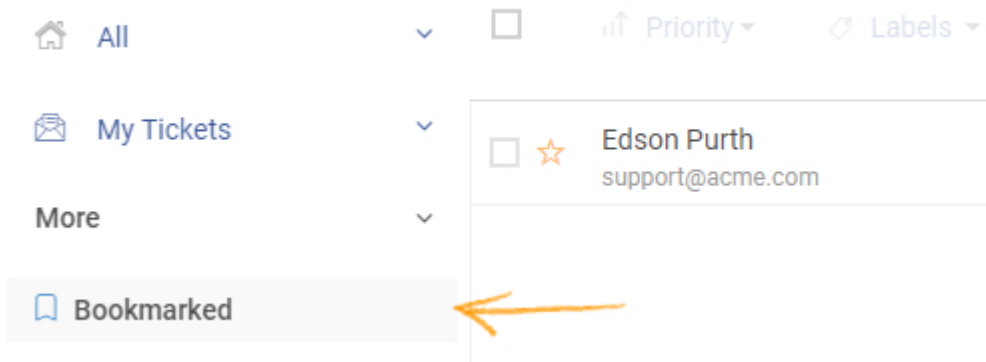 All
My Tickets
More
Bookmarked
Priority
Labels
Edson Purth
support@acme.com